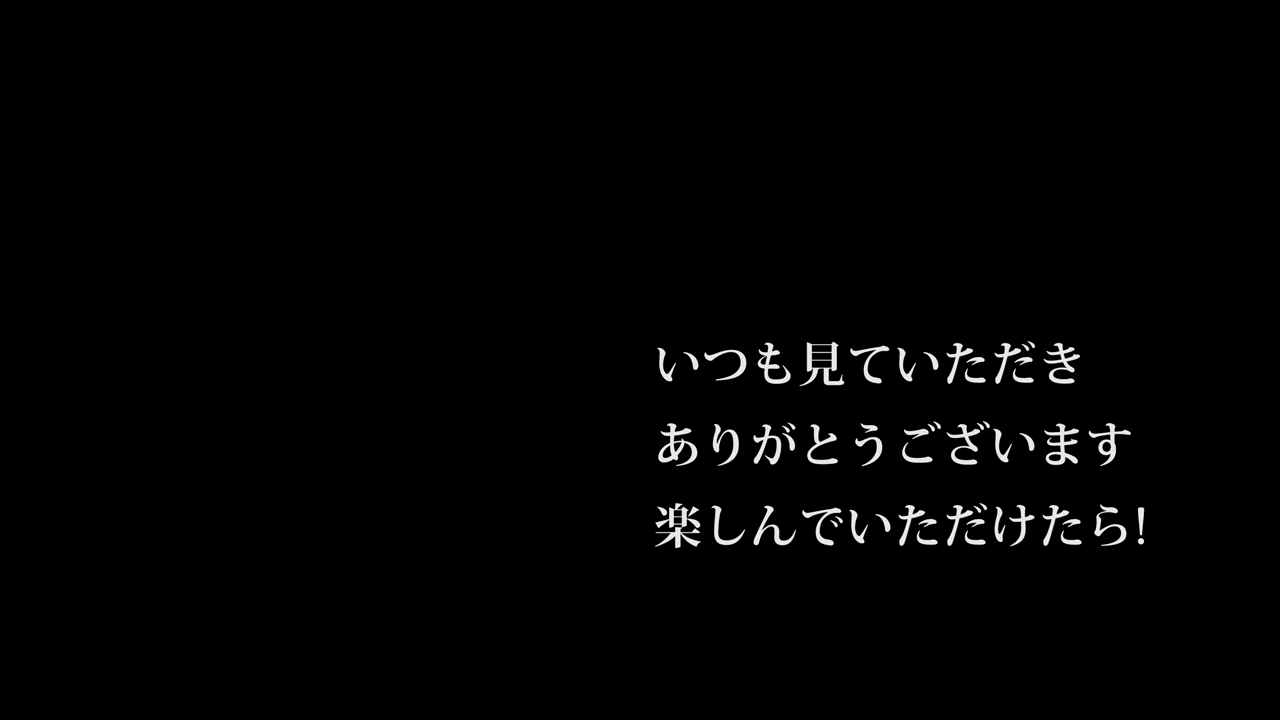 いつも見ていただき
ありがとうございます
楽しんでいただけたら!